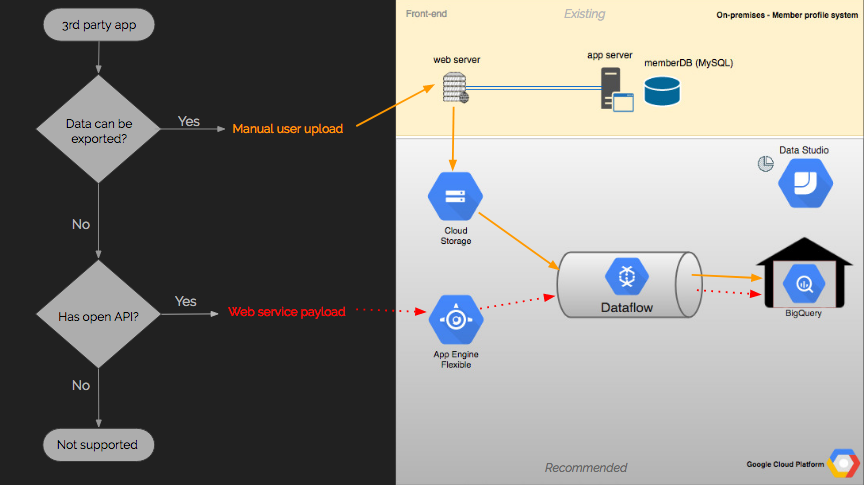 3rd party app
Data can be
exported?
Yes
Manual user upload
No
Has open API?
Yes
Web service payload
No
Not supported
Front-end
Existing
On-premises - Member profile system
web server
app server
memberDB (MySQL)
Data Studio
Cloud
Storage
Dataflow
BigQuery
App Engine
Flexible
Recommended
Google Cloud Platform